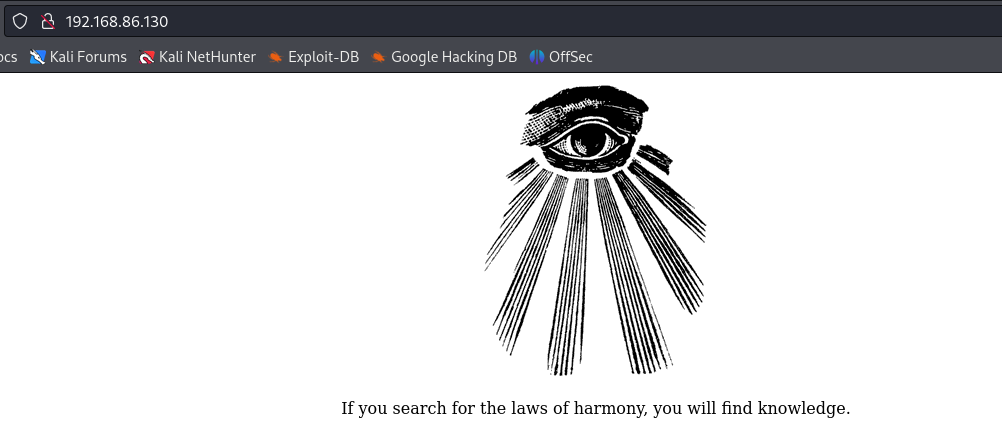 192.168.86.130
ocs Kali Forums Kali NetHunter Exploit-DB Google Hacking DB OffSec
If you search for the laws of harmony, you will find knowledge.